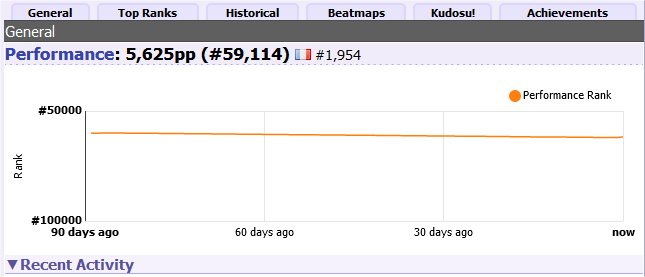 General Top Ranks Historical Beatmaps Kudosu! Achievements
General
Performance: 5,625pp (#59,114) #1,954
Performance Rank
#50000
Rank
#100000
90 days ago 60 days ago 30 days ago now
▼Recent Activity